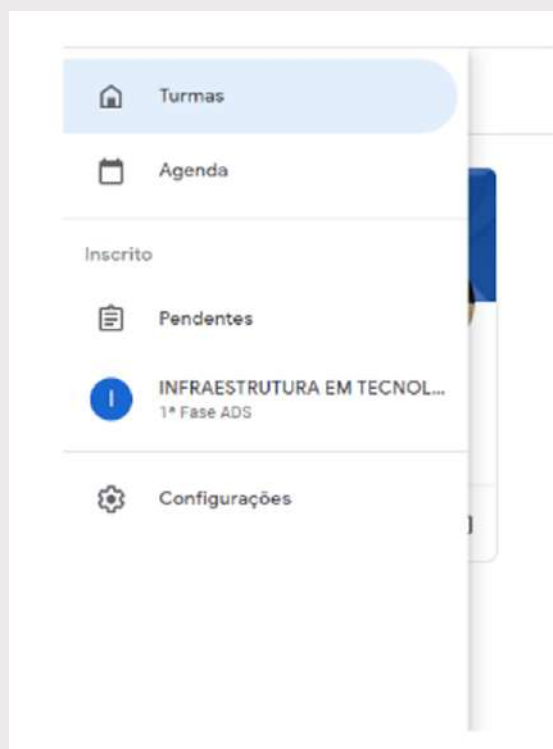 Turmas
Agenda
Inscrito
Pendentes
I
INFRAESTRUTURA EM TECNOL...
1ª Fase ADS
Configurações